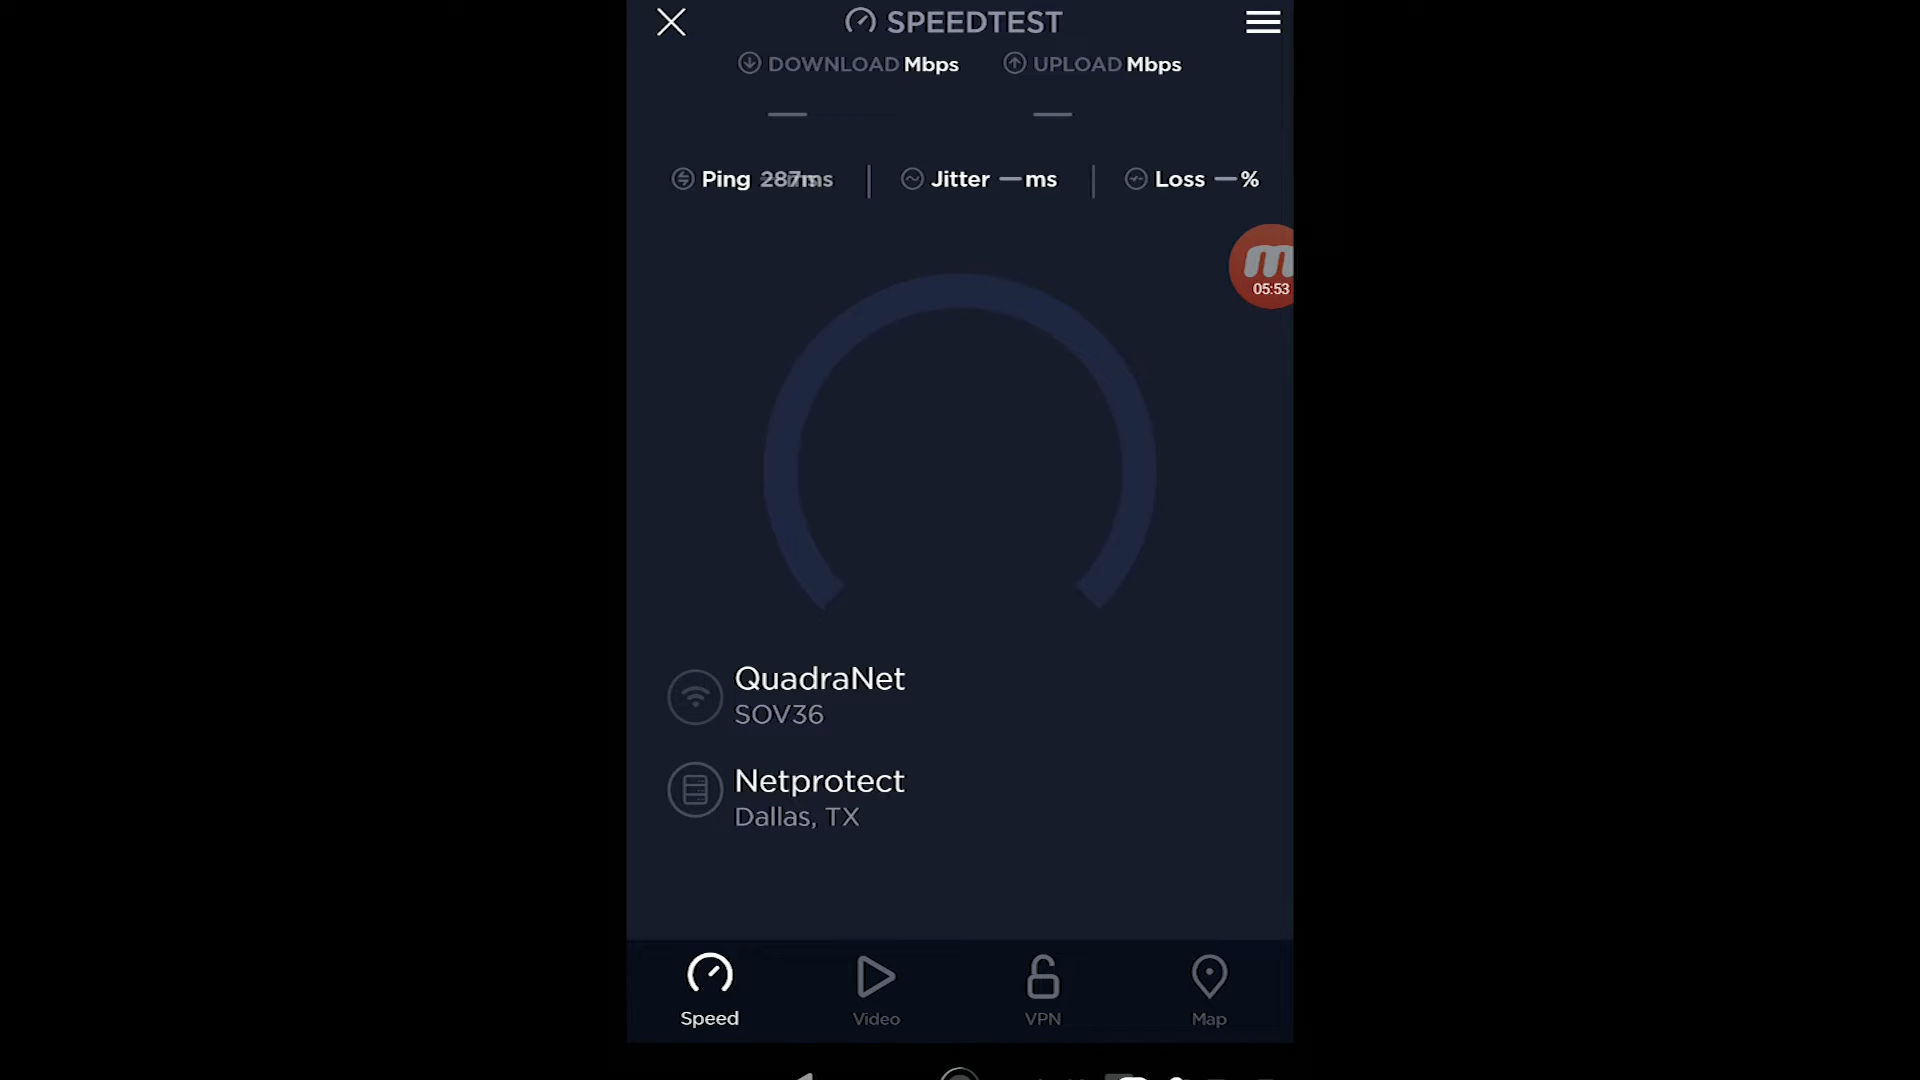 SPEEDTEST
DOWNLOAD Mbps UPLOAD Mbps
Ping 287ms Jitter —ms Loss —%
m
05:53
QuadraNet
SOV36
Netprotect
Dallas, TX
Speed Video VPN Map